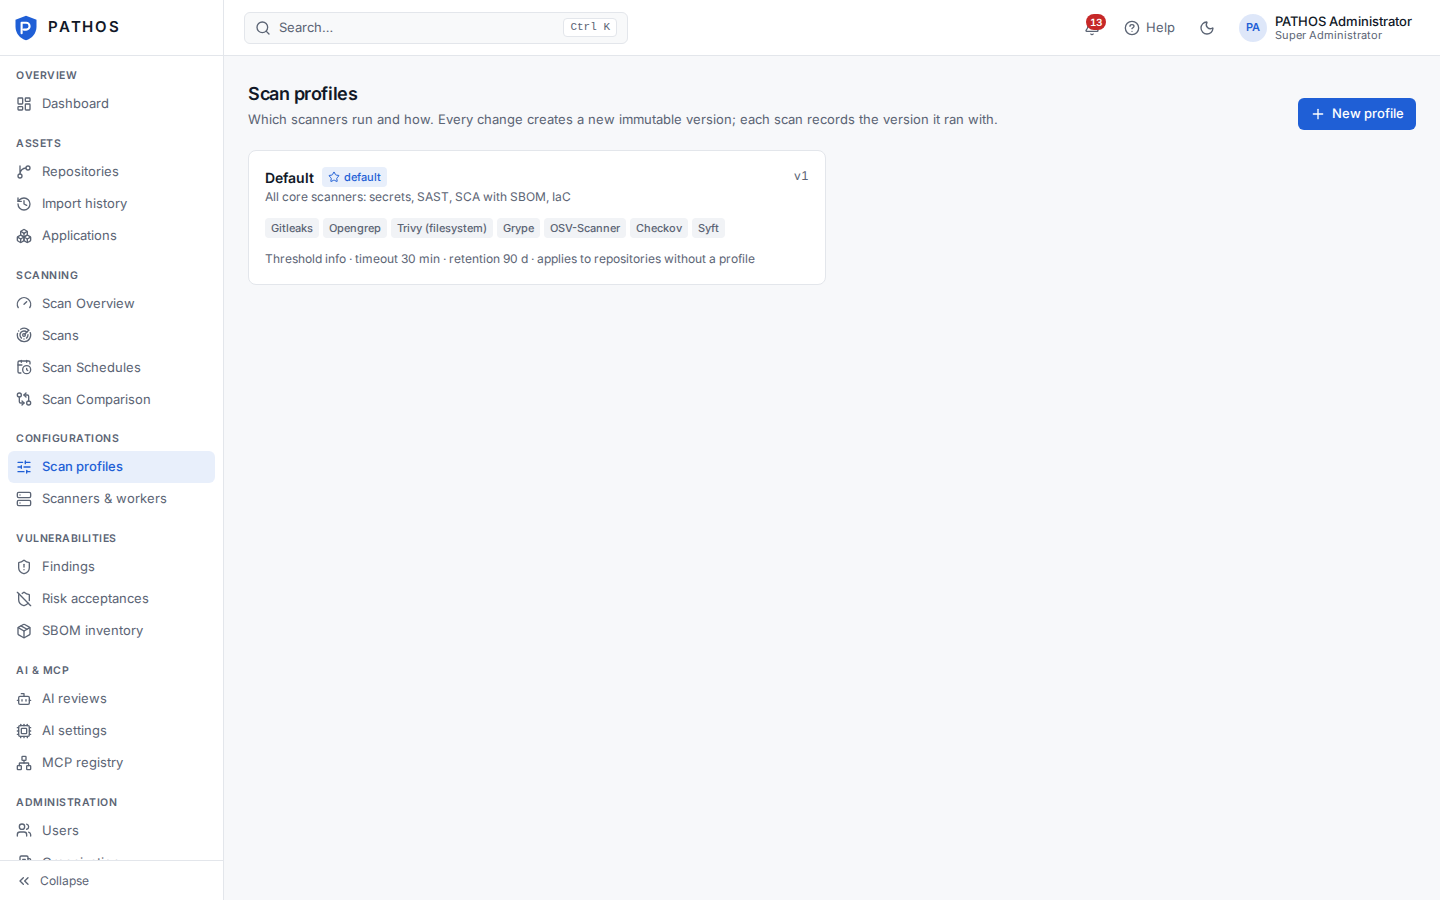 PATHOS
Search...
Ctrl K
13
Help
PA
PATHOS Administrator
Super Administrator
OVERVIEW
Dashboard
ASSETS
Repositories
Import history
Applications
SCANNING
Scan Overview
Scans
Scan Schedules
Scan Comparison
CONFIGURATIONS
Scan profiles
Scanners & workers
VULNERABILITIES
Findings
Risk acceptances
SBOM inventory
AI & MCP
AI reviews
AI settings
MCP registry
ADMINISTRATION
Users
Collapse
Scan profiles
Which scanners run and how. Every change creates a new immutable version; each scan records the version it ran with.
New profile
Default
default
v1
All core scanners: secrets, SAST, SCA with SBOM, IaC
Gitleaks Opengrep Trivy (filesystem) Grype OSV-Scanner Checkov Syft
Threshold info · timeout 30 min · retention 90 d · applies to repositories without a profile